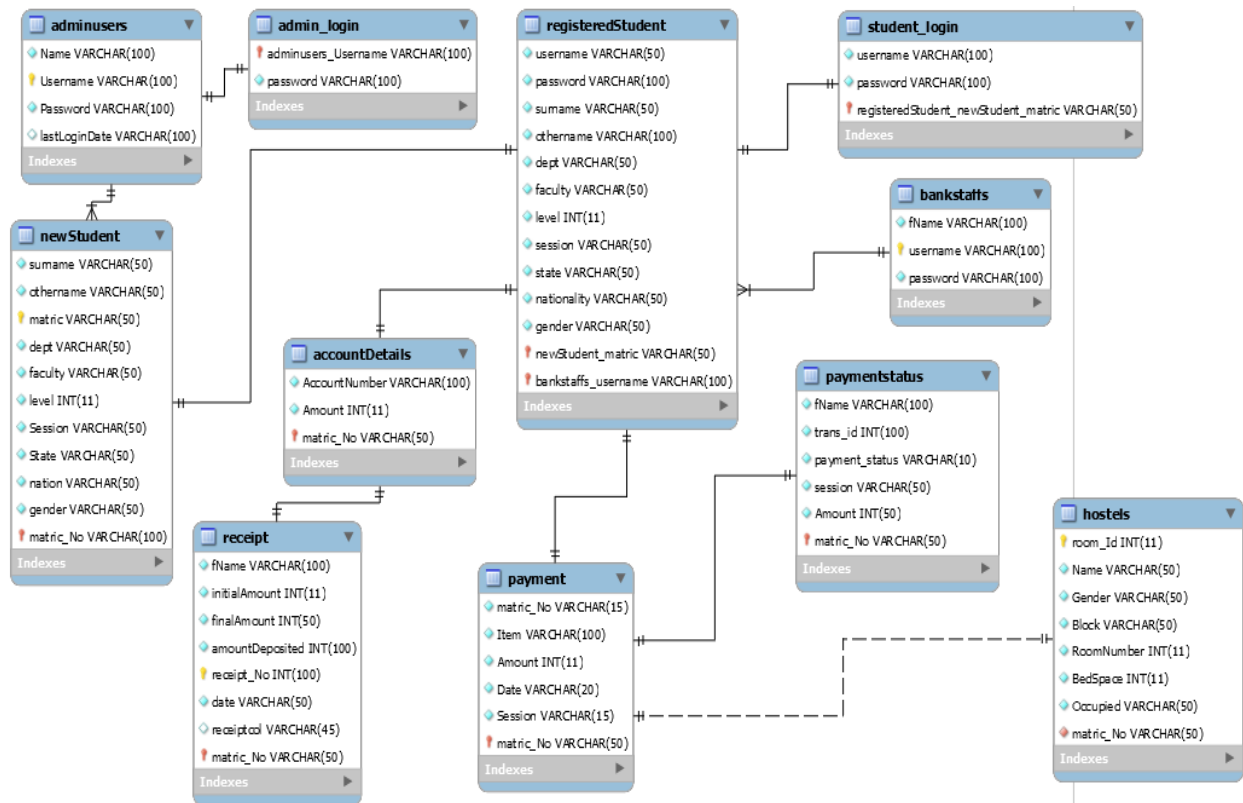 adminusers
Name VARCHAR(100)
Username VARCHAR(100)
Password VARCHAR(100)
lastLoginDate VARCHAR(100)
Indexes
admin_login
adminusers_Username VARCHAR(100)
password VARCHAR(100)
Indexes
registeredStudent
username VARCHAR(50)
password VARCHAR(100)
surname VARCHAR(50)
othername VARCHAR(100)
dept VARCHAR(50)
faculty VARCHAR(50)
level INT(11)
session VARCHAR(50)
state VARCHAR(50)
nationality VARCHAR(50)
gender VARCHAR(50)
newStudent_matric VARCHAR(50)
bankstaffs_username VARCHAR(100)
Indexes
student_login
username VARCHAR(100)
password VARCHAR(100)
registeredStudent_newStudent_matric VARCHAR(50)
Indexes
bankstaffs
fName VARCHAR(100)
username VARCHAR(100)
password VARCHAR(100)
Indexes
newStudent
surname VARCHAR(50)
othername VARCHAR(50)
matric VARCHAR(50)
dept VARCHAR(50)
faculty VARCHAR(50)
level INT(11)
Session VARCHAR(50)
State VARCHAR(50)
nation VARCHAR(50)
gender VARCHAR(50)
matric_No VARCHAR(100)
Indexes
accountDetails
AccountNumber VARCHAR(100)
Amount INT(11)
matric_No VARCHAR(50)
Indexes
paymentstatus
fName VARCHAR(100)
trans_id INT(100)
payment_status VARCHAR(10)
session VARCHAR(50)
Amount INT(50)
matric_No VARCHAR(50)
Indexes
receipt
fName VARCHAR(100)
initialAmount INT(11)
finalAmount INT(50)
amountDeposited INT(100)
receipt_No INT(100)
date VARCHAR(50)
receiptcol VARCHAR(45)
matric_No VARCHAR(50)
Indexes
payment
matric_No VARCHAR(15)
Item VARCHAR(100)
Amount INT(11)
Date VARCHAR(20)
Session VARCHAR(15)
matric_No VARCHAR(50)
Indexes
hostels
room_Id INT(11)
Name VARCHAR(50)
Gender VARCHAR(50)
Block VARCHAR(50)
RoomNumber INT(11)
BedSpace INT(11)
Occupied VARCHAR(50)
matric_No VARCHAR(50)
Indexes